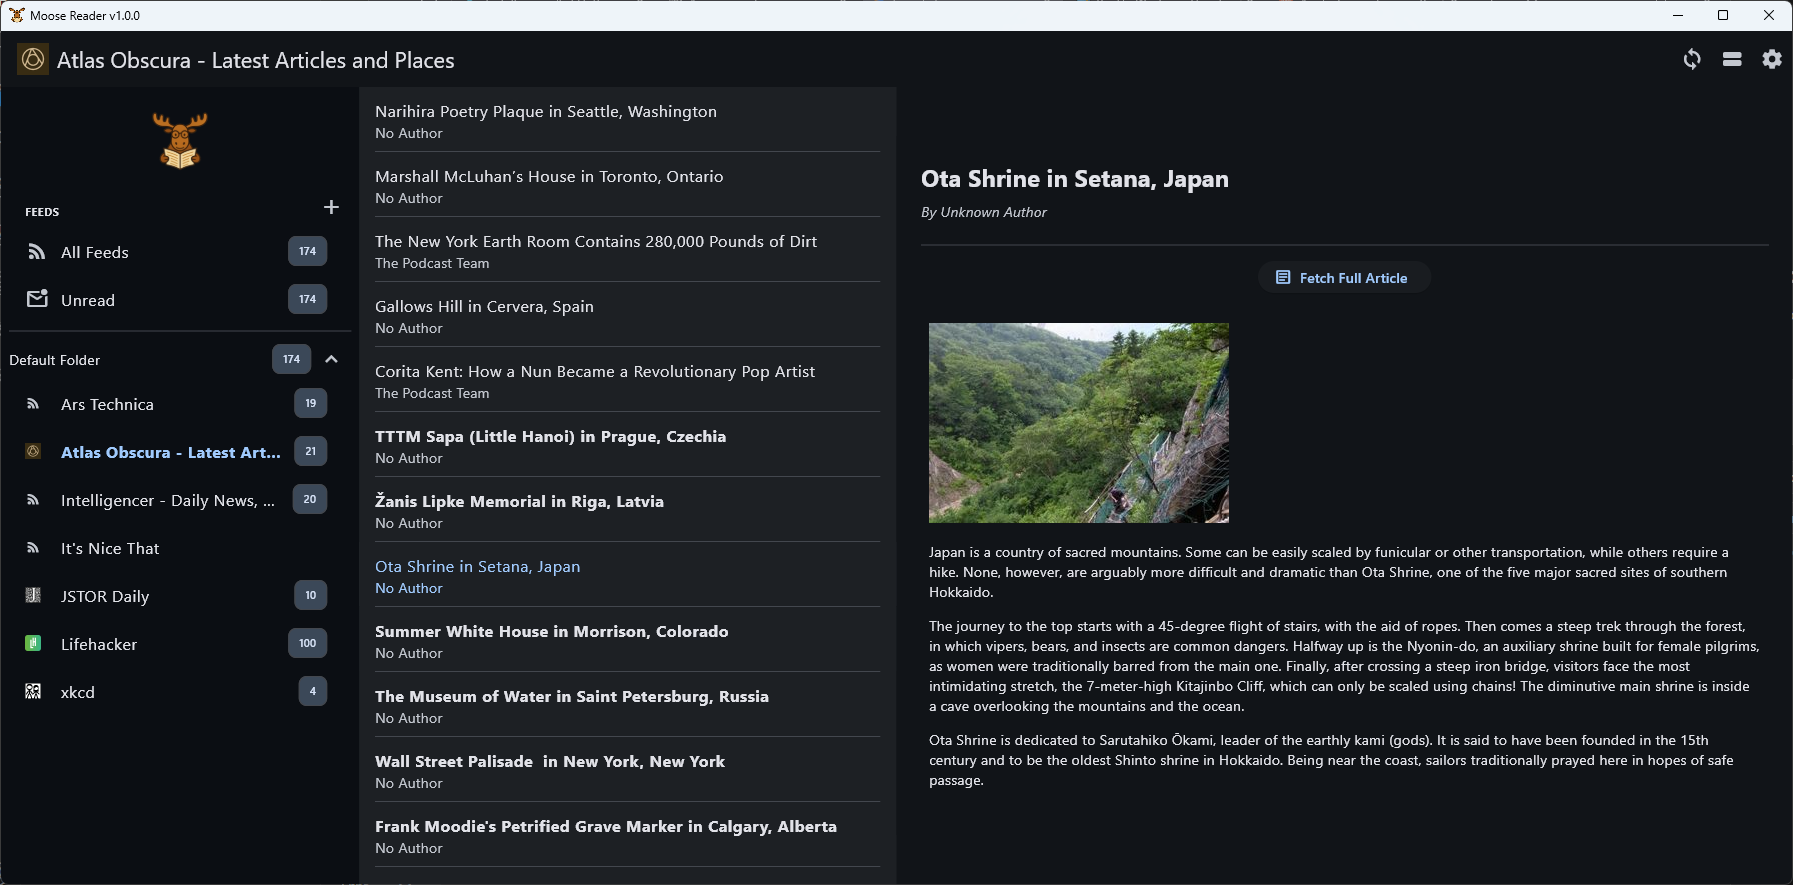 Moose Reader v1.0.0
Atlas Obscura - Latest Articles and Places
FEEDS
All Feeds
174
Unread
174
Default Folder
174
Ars Technica
19
Atlas Obscura - Latest Art...
21
Intelligencer - Daily News, ...
20
It's Nice That
JSTOR Daily
10
Lifehacker
100
xkcd
4
Narihira Poetry Plaque in Seattle, Washington
No Author
Marshall McLuhan’s House in Toronto, Ontario
No Author
The New York Earth Room Contains 280,000 Pounds of Dirt
The Podcast Team
Gallows Hill in Cervera, Spain
No Author
Corita Kent: How a Nun Became a Revolutionary Pop Artist
The Podcast Team
TTTM Sapa (Little Hanoi) in Prague, Czechia
No Author
Žanis Lipke Memorial in Riga, Latvia
No Author
Ota Shrine in Setana, Japan
No Author
Summer White House in Morrison, Colorado
No Author
The Museum of Water in Saint Petersburg, Russia
No Author
Wall Street Palisade  in New York, New York
No Author
Frank Moodie's Petrified Grave Marker in Calgary, Alberta
No Author
Ota Shrine in Setana, Japan
By Unknown Author
Fetch Full Article
Japan is a country of sacred mountains. Some can be easily scaled by funicular or other transportation, while others require a
hike. None, however, are arguably more difficult and dramatic than Ota Shrine, one of the five major sacred sites of southern
Hokkaido.
The journey to the top starts with a 45-degree flight of stairs, with the aid of ropes. Then comes a steep trek through the forest,
in which vipers, bears, and insects are common dangers. Halfway up is the Nyonin-do, an auxiliary shrine built for female pilgrims,
as women were traditionally barred from the main one. Finally, after crossing a steep iron bridge, visitors face the most
intimidating stretch, the 7-meter-high Kitajinbo Cliff, which can only be scaled using chains! The diminutive main shrine is inside
a cave overlooking the mountains and the ocean.
Ota Shrine is dedicated to Sarutahiko Ōkami, leader of the earthly kami (gods). It is said to have been founded in the 15th
century and to be the oldest Shinto shrine in Hokkaido. Being near the coast, sailors traditionally prayed here in hopes of safe
passage.